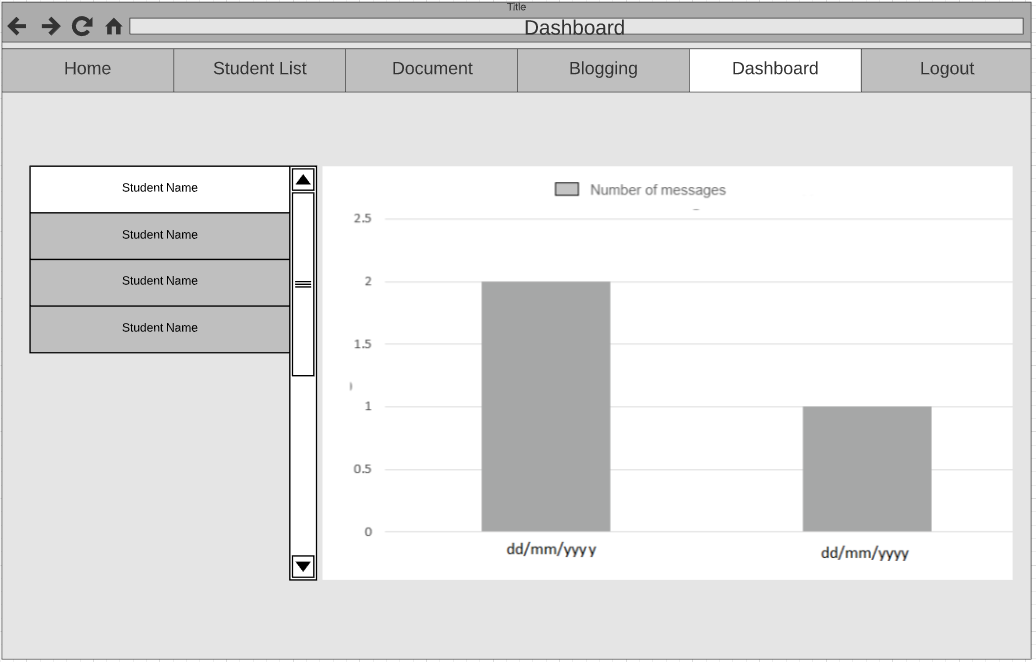 Title
Dashboard
Home
Student List
Document
Blogging
Dashboard
Logout
Student Name
Student Name
Student Name
Student Name
Number of messages
2.5
2
1.5
1
0.5
0
dd/mm/yyyy
dd/mm/yyyy